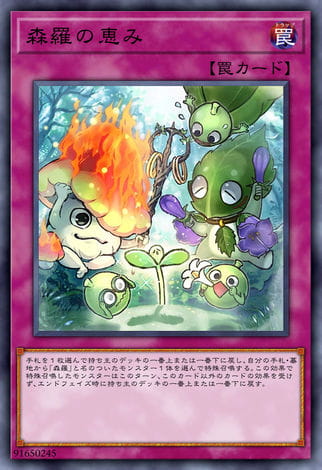 森羅の恵み
トラップ
罠
【罠カード】
手札を1枚選んで持ち主のデッキの一番上または一番下に戻し、自分の手札・墓
地から「森羅」と名のついたモンスター1体を選んで特殊召喚する。この効果で
特殊召喚したモンスターはこのターン、このカード以外のカードの効果を受け
ず、エンドフェイズ時に持ち主のデッキの一番上または一番下に戻す。
91650245